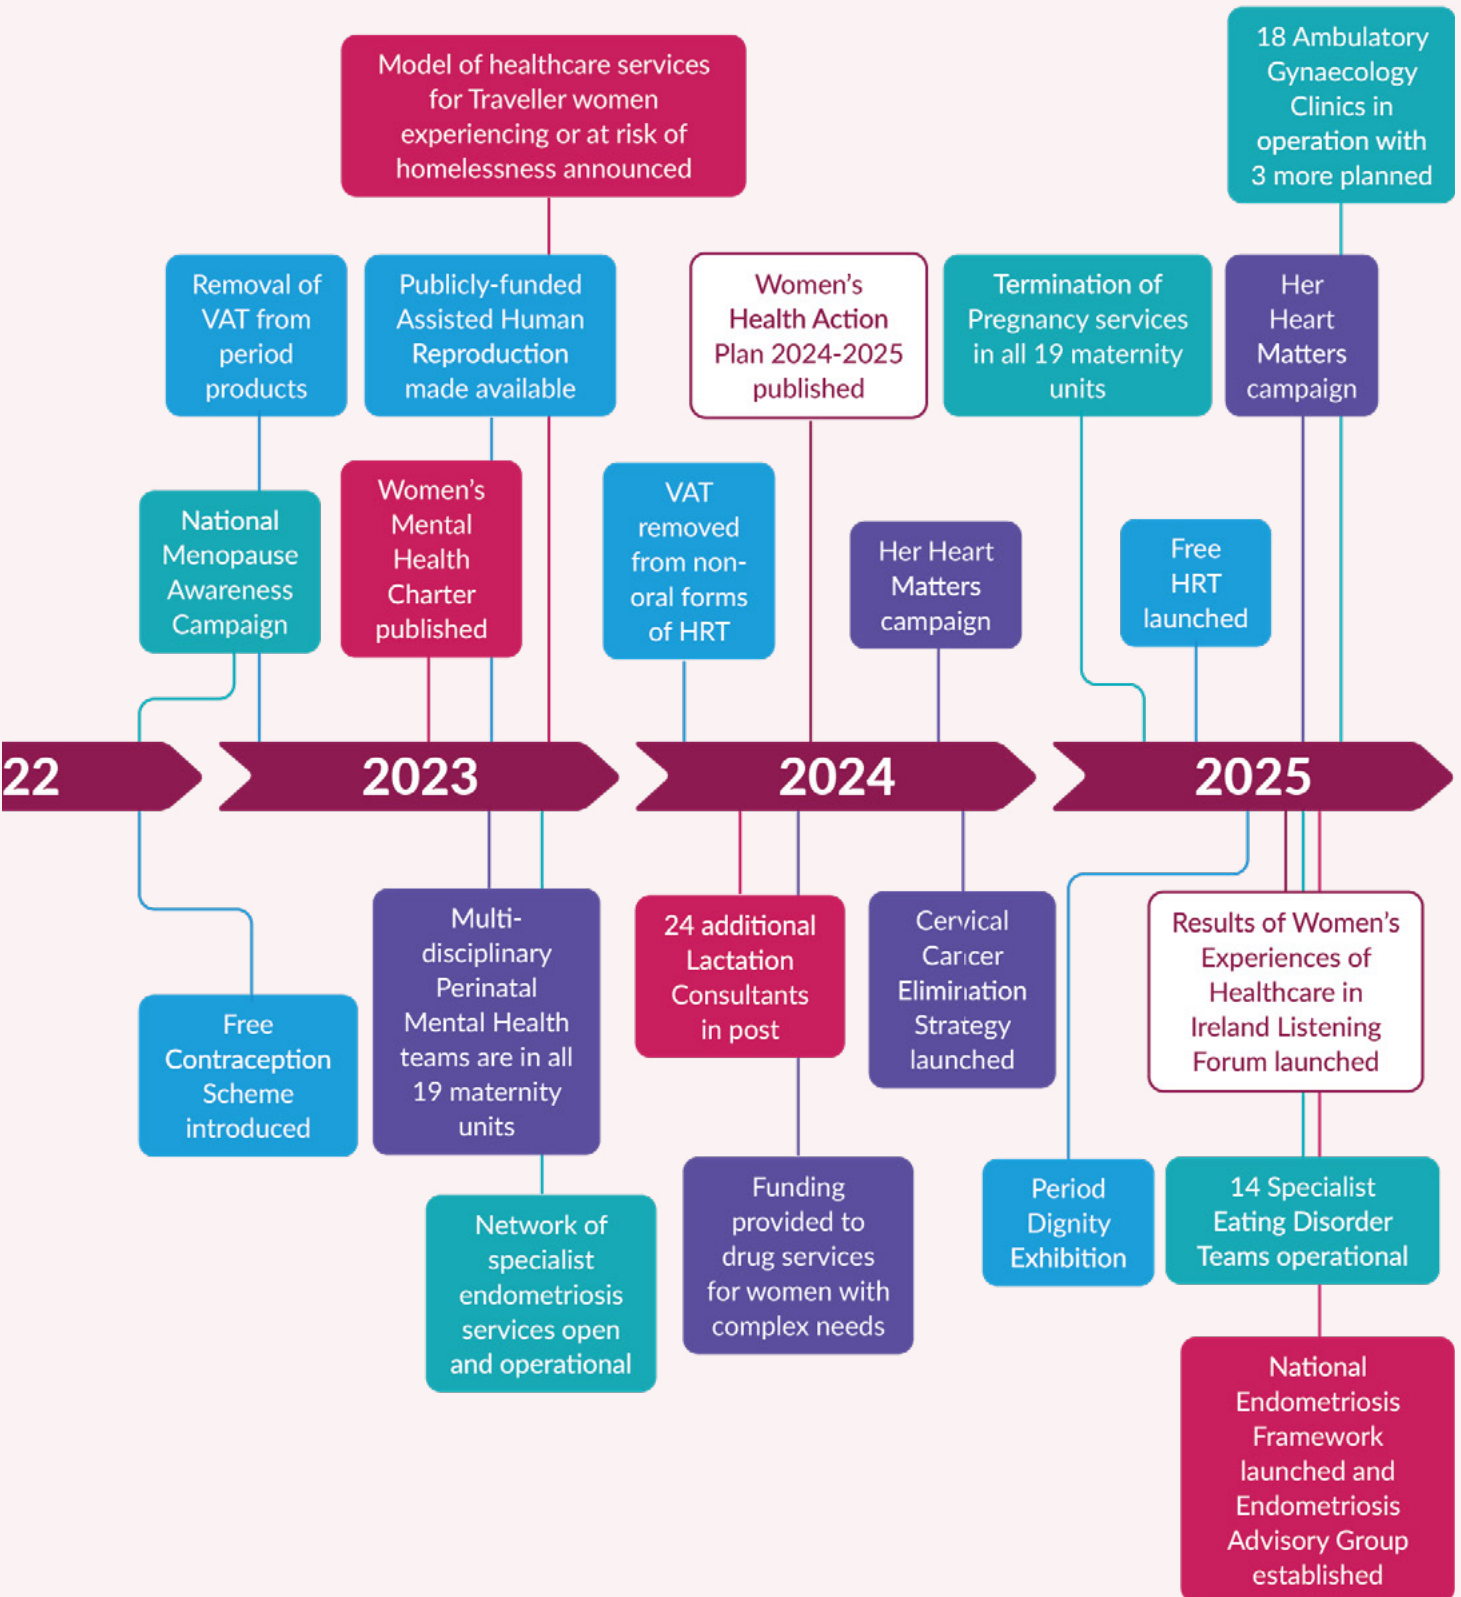 18 Ambulatory
Gynaecology
Clinics in
operation with
3 more planned
Model of healthcare services
for Traveller women
experiencing or at risk of
homelessness announced
Removal of
VAT from
period
products
Publicly-funded
Assisted Human
Reproduction
made available
Women’s
Health Action
Plan 2024-2025
published
Termination of
Pregnancy services
in all 19 maternity
units
Her
Heart
Matters
campaign
National
Menopause
Awareness
Campaign
Women’s
Mental
Health
Charter
published
VAT
removed
from non-
oral forms
of HRT
Her Heart
Matters
campaign
Free
HRT
launched
22
2023
2024
2025
Free
Contraception
Scheme
introduced
Multi-
disciplinary
Perinatal
Mental Health
teams are in all
19 maternity
units
24 additional
Lactation
Consultants
in post
Cervical
Cancer
Elimination
Strategy
launched
Results of Women’s
Experiences of
Healthcare in
Ireland Listening
Forum launched
Network of
specialist
endometriosis
services open
and operational
Funding
provided to
drug services
for women with
complex needs
Period
Dignity
Exhibition
14 Specialist
Eating Disorder
Teams operational
National
Endometriosis
Framework
launched and
Endometriosis
Advisory Group
established